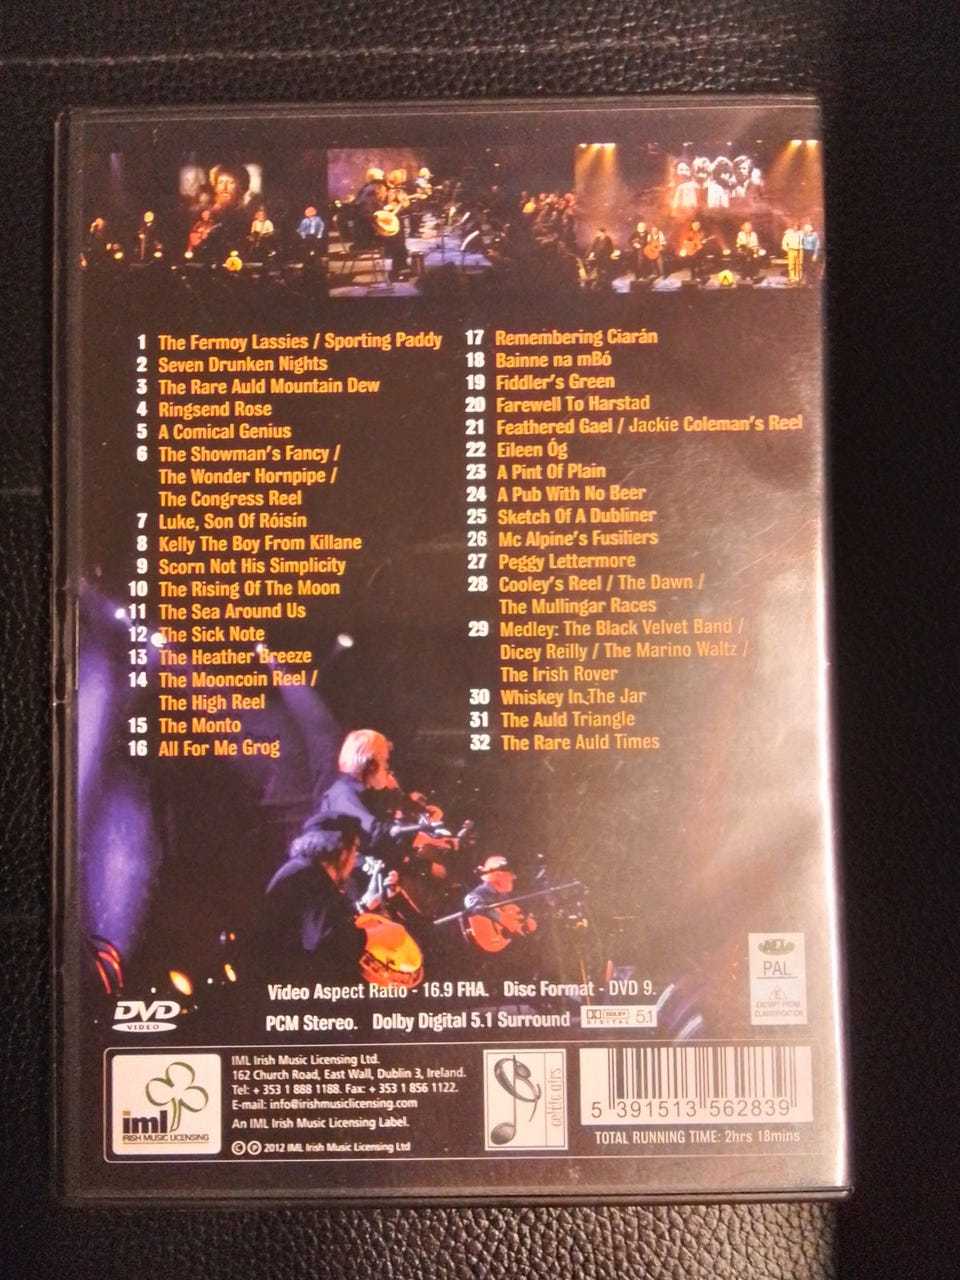 1 The Fermoy Lassies / Sporting Paddy
2 Seven Drunken Nights
3 The Rare Auld Mountain Dew
4 Ringsend Rose
5 A Comical Genius
6 The Showman's Fancy /
The Wonder Hornpipe /
The Congress Reel
7 Luke, Son Of Róisín
8 Kelly The Boy From Killane
9 Scorn Not His Simplicity
10 The Rising Of The Moon
11 The Sea Around Us
12 The Sick Note
13 The Heather Breeze
14 The Mooncoin Reel /
The High Reel
15 The Monto
16 All For Me Grog
17 Remembering Ciarán
18 Bainne na mBó
19 Fiddler's Green
20 Farewell To Harstad
21 Feathered Gael / Jackie Coleman's Reel
22 Eileen Óg
23 A Pint Of Plain
24 A Pub With No Beer
25 Sketch Of A Dubliner
26 Mc Alpine's Fusiliers
27 Peggy Lettermore
28 Cooley's Reel / The Dawn /
The Mullingar Races
29 Medley: The Black Velvet Band /
Dicey Reilly / The Marino Waltz /
The Irish Rover
30 Whiskey In The Jar
31 The Auld Triangle
32 The Rare Auld Times
ALL
PAL
E
EXEMPT FROM
CLASSIFICATION
Video Aspect Ratio - 16.9 FHA. Disc Format - DVD 9.
DVD
VIDEO
PCM Stereo. Dolby Digital 5.1 Surround
DOLBY
DIGITAL 5.1
iml
IRISH MUSIC LICENSING
IML Irish Music Licensing Ltd.
162 Church Road, East Wall, Dublin 3, Ireland.
Tel: + 353 1 888 1188. Fax: + 353 1 856 1122.
E-mail: info@irishmusiclicensing.com
An IML Irish Music Licensing Label.
© ℗ 2012 IML Irish Music Licensing Ltd
celtic airs
5 391513 562839
TOTAL RUNNING TIME: 2hrs 18mins